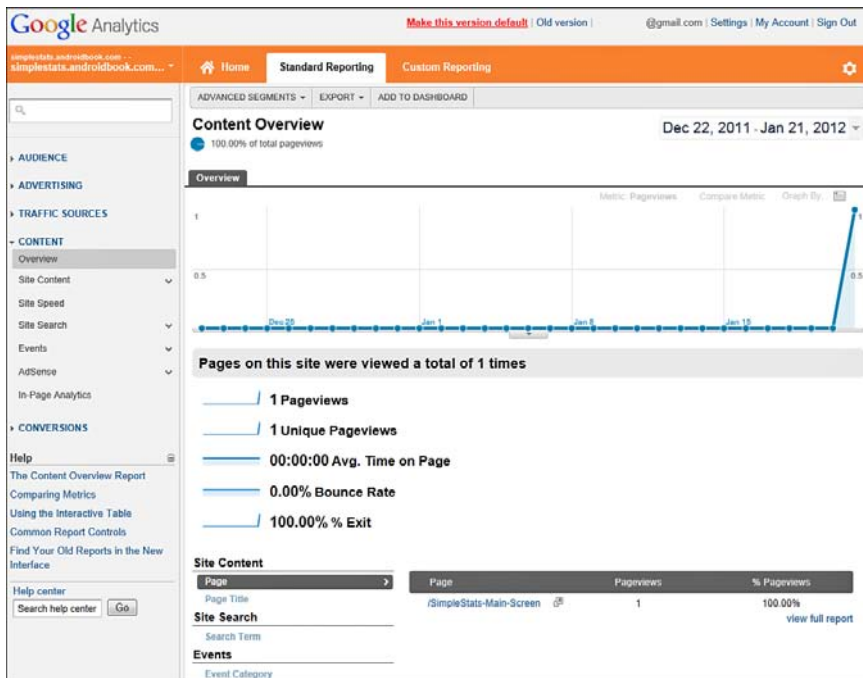 Google Analytics
Make this version default | Old version |
@gmail.com | Settings | My Account | Sign Out
simplestats.androidbook.com --
simplestats.androidbook.com...
Home
Standard Reporting
Custom Reporting
ADVANCED SEGMENTS
EXPORT
ADD TO DASHBOARD
Content Overview
Dec 22, 2011 - Jan 21, 2012
100.00% of total pageviews
AUDIENCE
ADVERTISING
TRAFFIC SOURCES
CONTENT
Overview
Site Content
Site Speed
Site Search
Events
AdSense
In-Page Analytics
CONVERSIONS
Help
The Content Overview Report
Comparing Metrics
Using the Interactive Table
Common Report Controls
Find Your Old Reports in the New
Interface
Help center
Search help center
Go
Overview
Metric: Pageviews
Compare Metric
Graph By:
1
1
0.5
0.5
Dec 25
Jan 1
Jan 8
Jan 15
Pages on this site were viewed a total of 1 times
1 Pageviews
1 Unique Pageviews
00:00:00 Avg. Time on Page
0.00% Bounce Rate
100.00% % Exit
Site Content
Page
Page Title
Site Search
Search Term
Events
Event Category
Page
Pageviews
% Pageviews
/SimpleStats-Main-Screen
1
100.00%
view full report